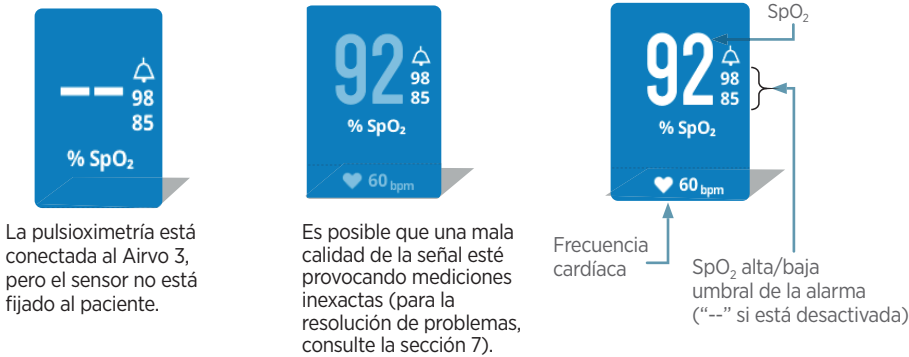 --
98
85
% SpO₂
La pulsioximetría está
conectada al Airvo 3,
pero el sensor no está
fijado al paciente.
92
98
85
% SpO₂
60 bpm
Es posible que una mala
calidad de la señal esté
provocando mediciones
inexactas (para la
resolución de problemas,
consulte la sección 7).
SpO₂
92
98
85
% SpO₂
60 bpm
Frecuencia
cardíaca
SpO₂ alta/baja
umbral de la alarma
(“--” si está desactivada)